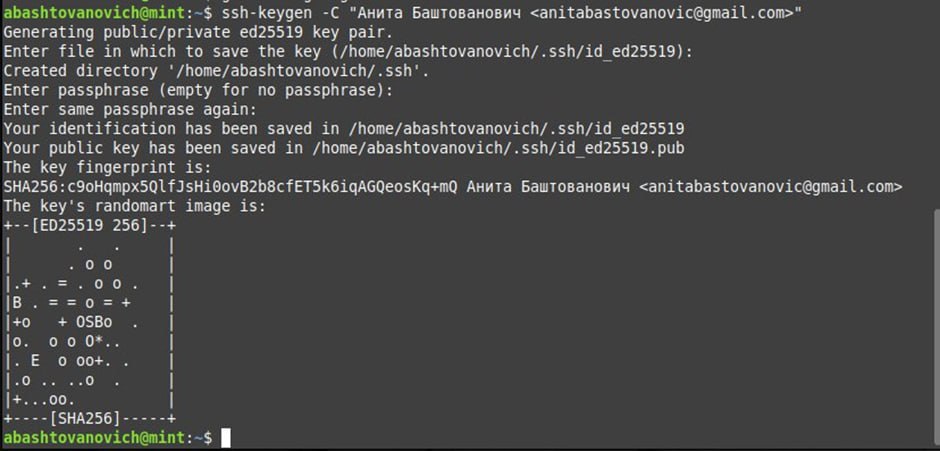 abashtovanovich@mint:~$ ssh-keygen -C "Анита Баштованович <anitabastovanovic@gmail.com>"
Generating public/private ed25519 key pair.
Enter file in which to save the key (/home/abashtovanovich/.ssh/id_ed25519):
Created directory '/home/abashtovanovich/.ssh'.
Enter passphrase (empty for no passphrase):
Enter same passphrase again:
Your identification has been saved in /home/abashtovanovich/.ssh/id_ed25519
Your public key has been saved in /home/abashtovanovich/.ssh/id_ed25519.pub
The key fingerprint is:
SHA256:c9oHqmpx5QlfJsHi0ovB2b8cfET5k6iqAGQeosKq+mQ Анита Баштованович <anitabastovanovic@gmail.com>
The key's randomart image is:
+--[ED25519 256]--+
|       .   .     |
|      . o o      |
|.+ . = . o o .   |
|B . = = o = +    |
|+o   + OSBo  .   |
|o.  o o O*..     |
|. E  o oo+. .    |
|.o .. ..o  .     |
|+...oo.          |
+----[SHA256]-----+
abashtovanovich@mint:~$